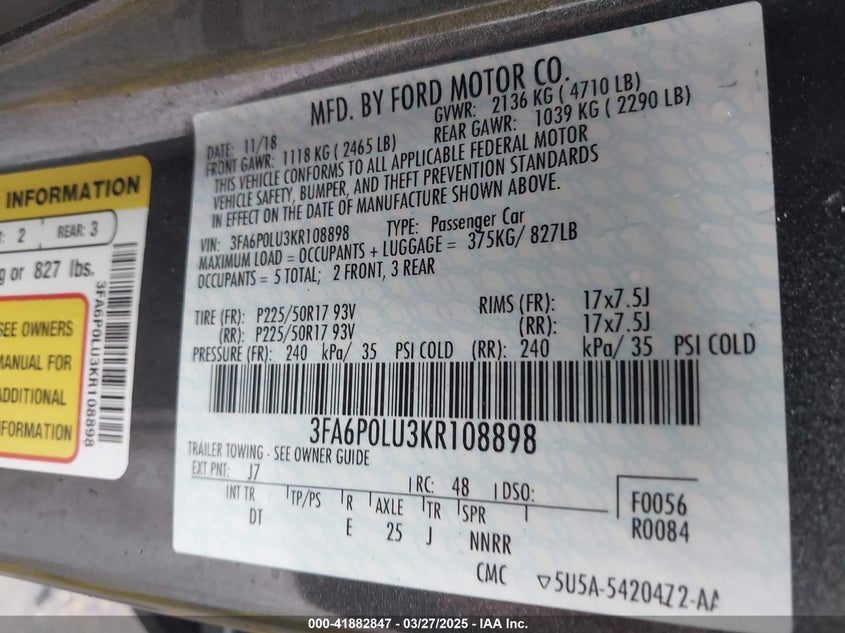 INFORMATION
2 REAR: 3
or 827 lbs.
SEE OWNERS
MANUAL FOR
ADDITIONAL
INFORMATION
3FA6P0LU3KR108898
MFD. BY FORD MOTOR CO.
DATE: 11/18 GVWR: 2136 KG ( 4710 LB)
FRONT GAWR: 1118 KG ( 2465 LB) REAR GAWR: 1039 KG ( 2290 LB)
THIS VEHICLE CONFORMS TO ALL APPLICABLE FEDERAL MOTOR
VEHICLE SAFETY, BUMPER, AND THEFT PREVENTION STANDARDS
IN EFFECT ON THE DATE OF MANUFACTURE SHOWN ABOVE.
VIN: 3FA6P0LU3KR108898 TYPE: Passenger Car
MAXIMUM LOAD = OCCUPANTS + LUGGAGE = 375KG/ 827LB
OCCUPANTS = 5 TOTAL; 2 FRONT, 3 REAR
TIRE (FR): P225/50R17 93V RIMS (FR): 17x7.5J
(RR): P225/50R17 93V (RR): 17x7.5J
PRESSURE (FR): 240 kPa/ 35 PSI COLD (RR): 240 kPa/ 35 PSI COLD
3FA6P0LU3KR108898
TRAILER TOWING - SEE OWNER GUIDE
EXT PNT: J7 RC: 48 DSO:
INT TR TP/PS R AXLE TR SPR
DT E 25 J NNRR
F0056
R0084
CMC ▽5U5A-54204Z2-AA
000-41882847 — 03/27/2025 — IAA Inc.